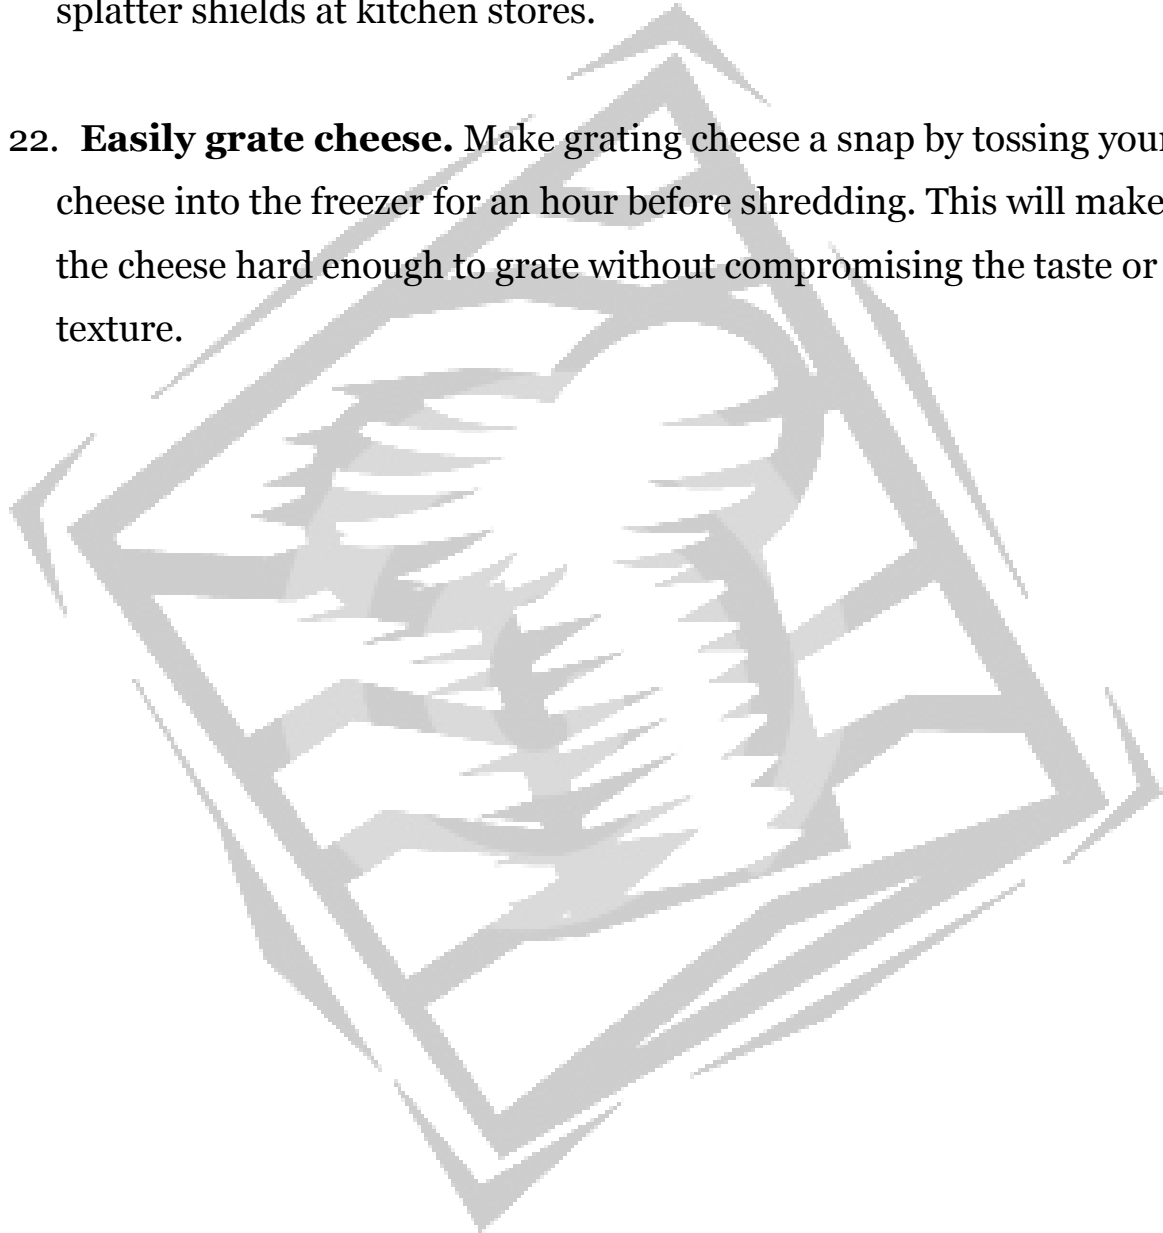 splatter shields at kitchen stores.
22. Easily grate cheese. Make grating cheese a snap by tossing your
cheese into the freezer for an hour before shredding. This will make
the cheese hard enough to grate without compromising the taste or
texture.